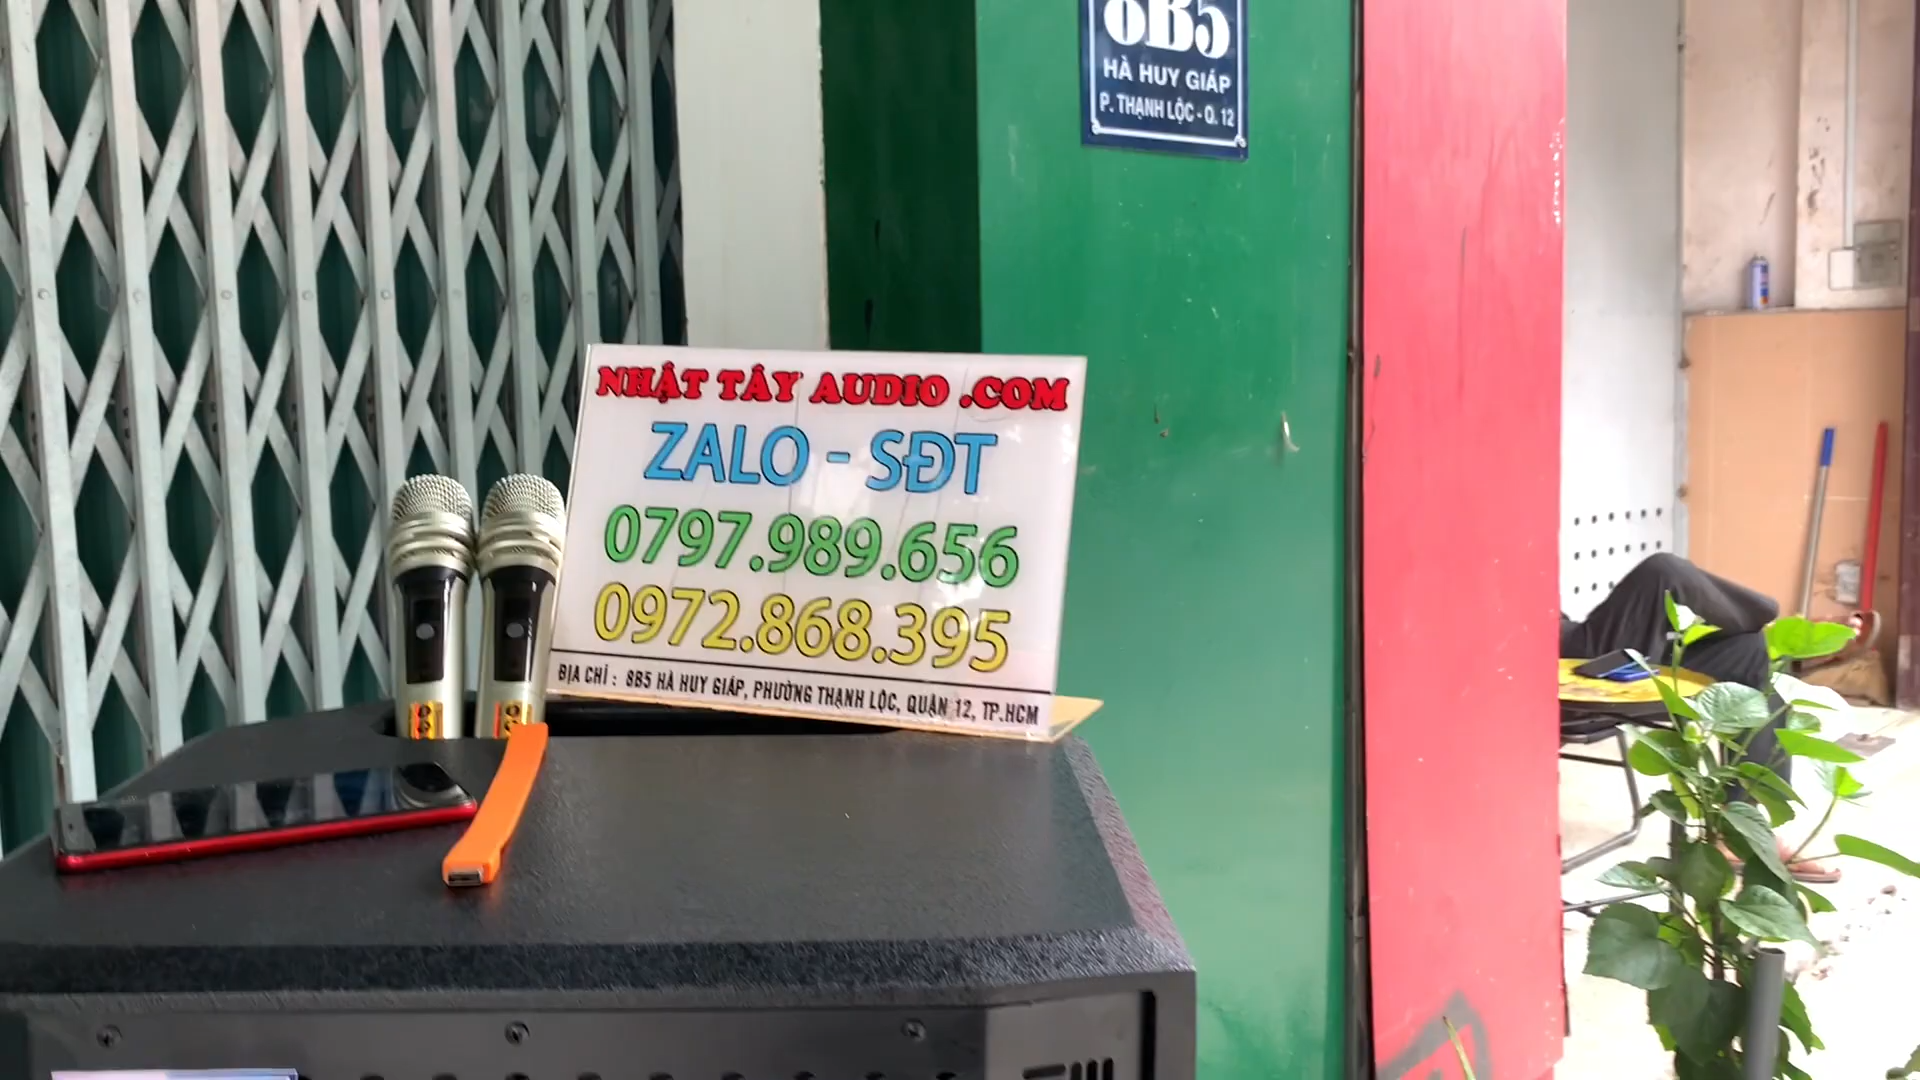 8B5
HÀ HUY GIÁP
P. THẠNH LỘC - Q. 12
NHẬT TÂY AUDIO .COM
ZALO - SĐT
0797.989.656
0972.868.395
ĐỊA CHỈ : 8B5 HÀ HUY GIÁP, PHƯỜNG THẠNH LỘC, QUẬN 12, TP.HCM